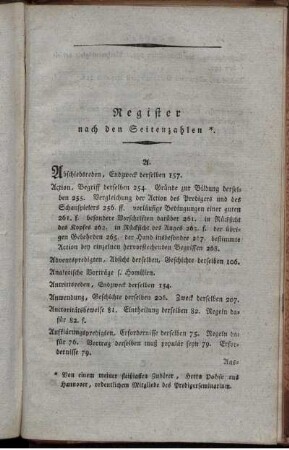 Register
nach den Seitenzahlen *.
A.
Abschiedsreden, Endzweck derselben 157.
Action, Begriff derselben 254. Gründe zur Bildung dersel-
ben 255. Vergleichung der Action des Predigers und des
Schauspielers 256. ff. vorläufige Bedingungen einer guten
261. f. besondere Vorschriften darüber 261. in Rücksicht
des Kopfes 262. in Rücksicht des Auges 263. f. der übri-
gen Geberden 265. der Hand insbesondre 267. bestimmte
Action bey einzelnen hervorstechenden Begriffen 268.
Adventspredigten, Absicht derselben, Geschichte derselben 106.
Analytische Vorträge s. Homilien.
Antrittsreden, Endzweck derselben 154.
Anwendung, Geschichte derselben 206. Zweck derselben 207.
Autoritätsbeweise 81. Eintheilung derselben 82. Regeln da-
für 82. f.
Aufklärungspredigten, Erfordernisse derselben 75. Regeln da-
für 76. Vortrag derselben muß populär seyn 79. Erfor-
dernisse 79.
Aus-
* Von einem meiner fleißigsten Zuhörer, Herrn aus
Hannover, ordentlichem Mitgliede des Predigerseminarium.